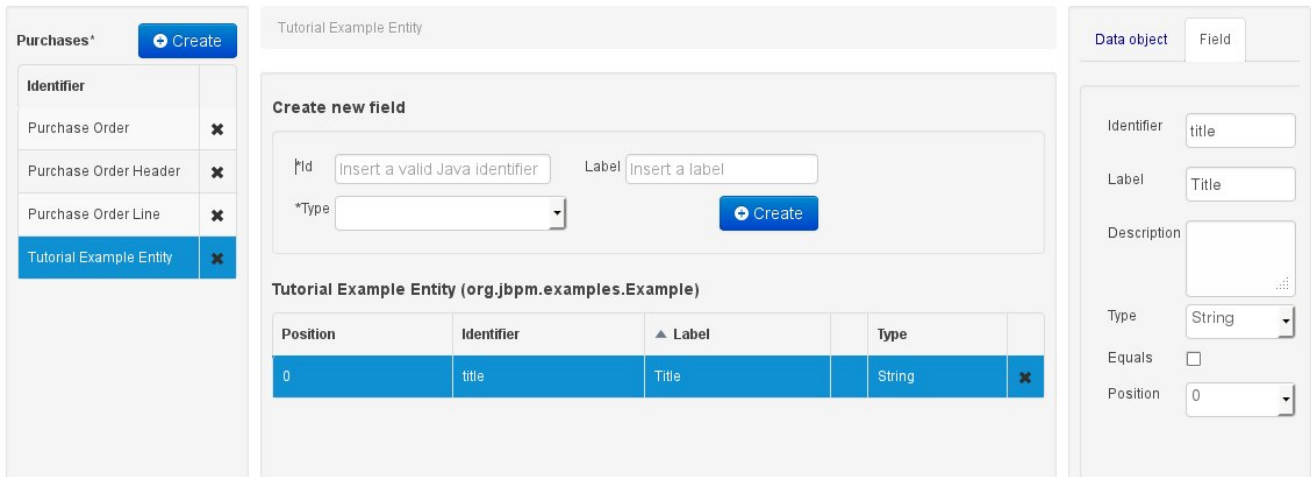 Purchases* Create
Identifier
Purchase Order
Purchase Order Header
Purchase Order Line
Tutorial Example Entity
Tutorial Example Entity
Create new field
*Id Insert a valid Java identifier Label Insert a label
*Type Create
Tutorial Example Entity (org.jbpm.examples.Example)
Position Identifier Label Type
0 title Title String
Data object Field
Identifier title
Label Title
Description
Type String
Equals
Position 0